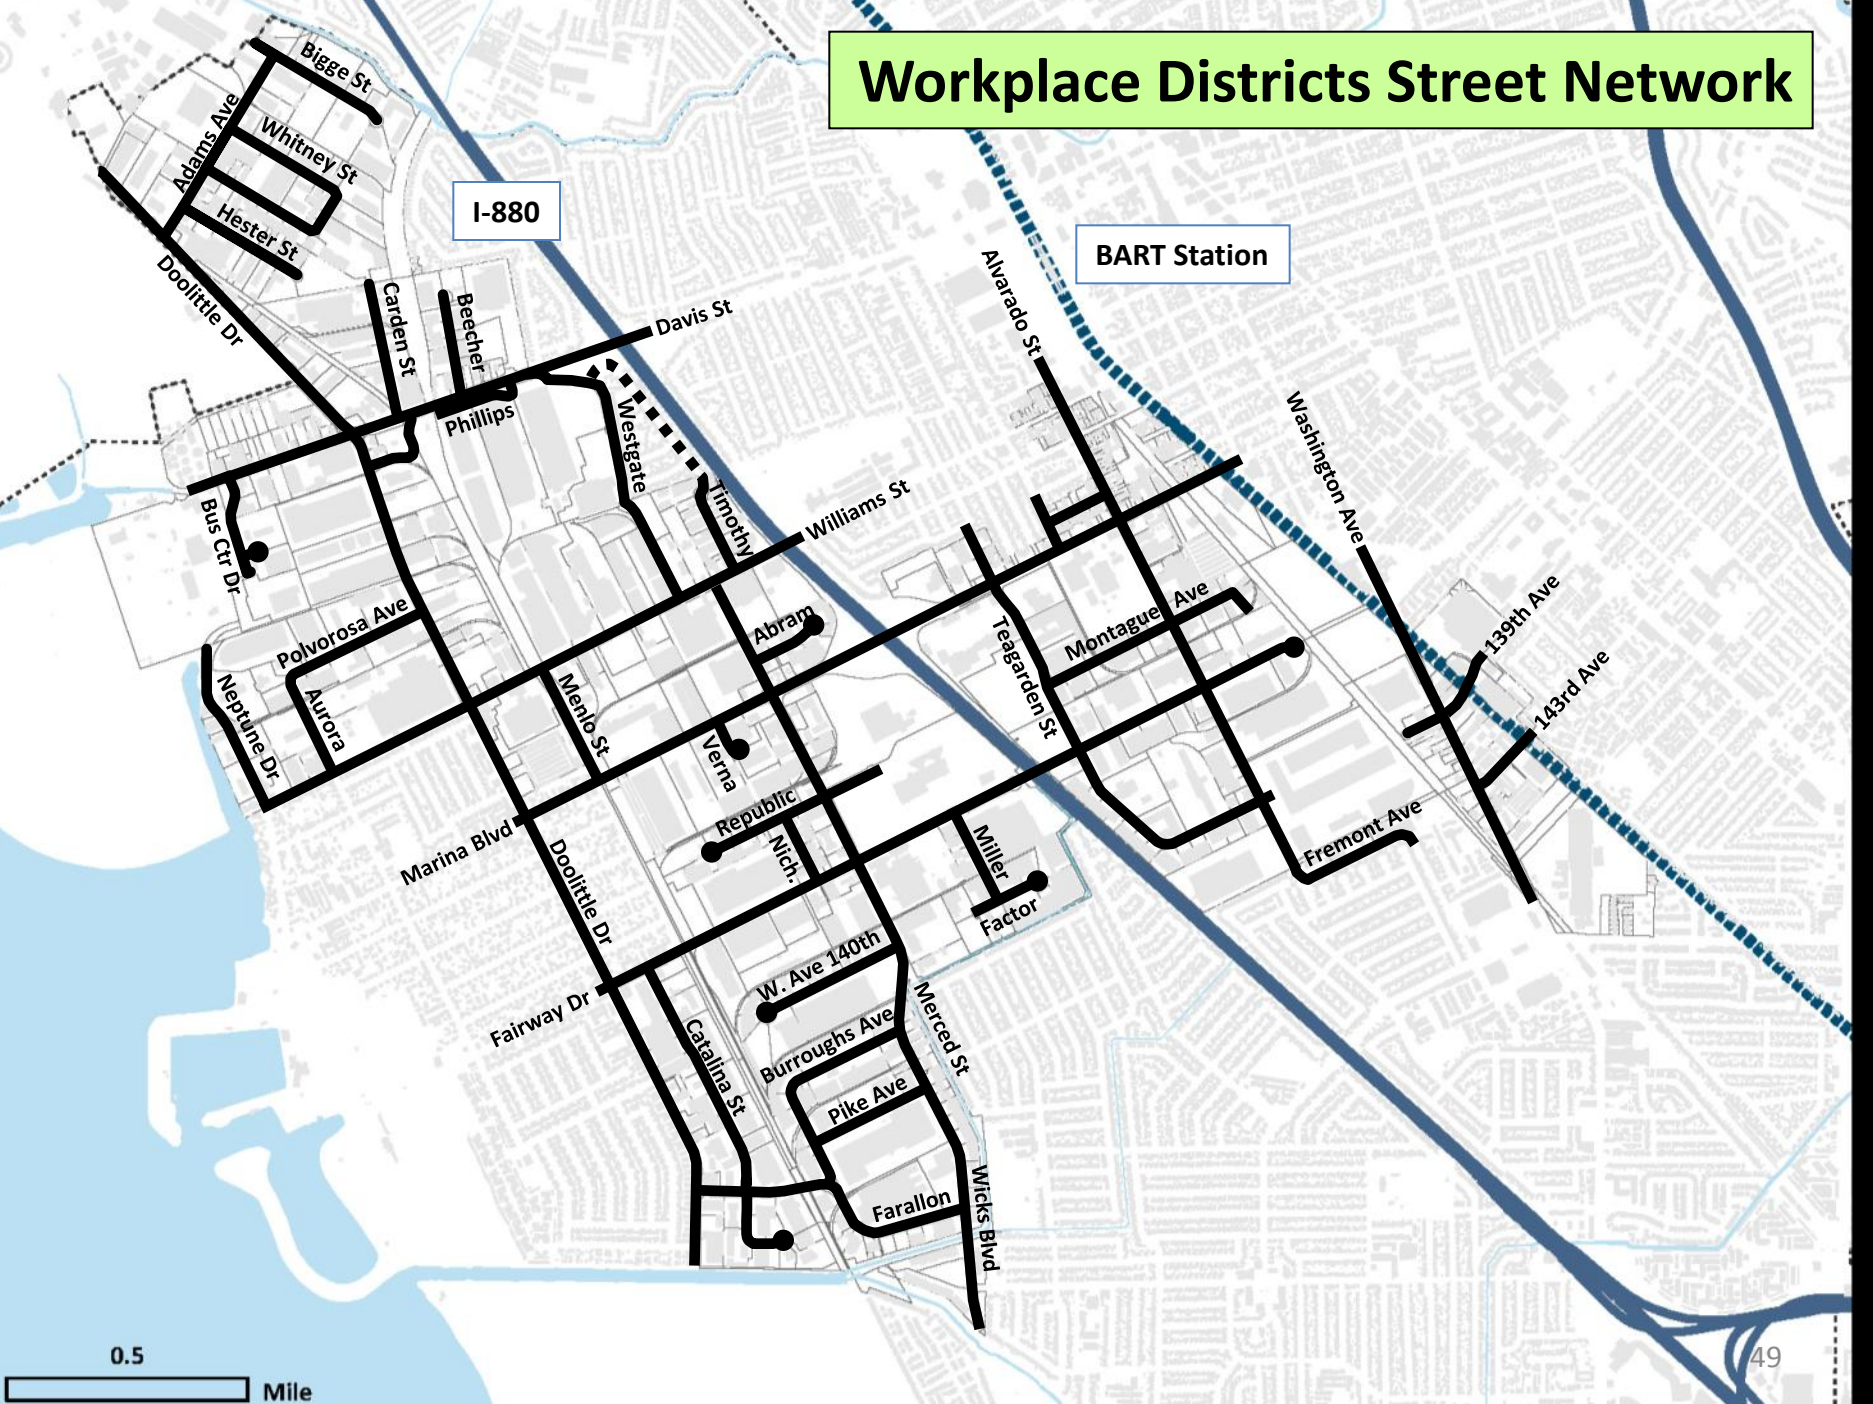 Workplace Districts Street Network
Bigge St
Adams Ave
Whitney St
Hester St
I-880
BART Station
Doolittle Dr
Carden St
Beecher
Davis St
Alvarado St
Phillips
Westgate
Washington Ave
Timothy
Williams St
Bus Ctr Dr
Polvorosa Ave
Abram
Montague Ave
139th Ave
Neptune Dr
Aurora
Menlo St
Teagarden St
143rd Ave
Verna
Republic
Marina Blvd
Nich.
Miller
Fremont Ave
Doolittle Dr
Factor
W. Ave 140th
Fairway Dr
Merced St
Catalina St
Burroughs Ave
Pike Ave
Farallon
Wicks Blvd
0.5
Mile
49